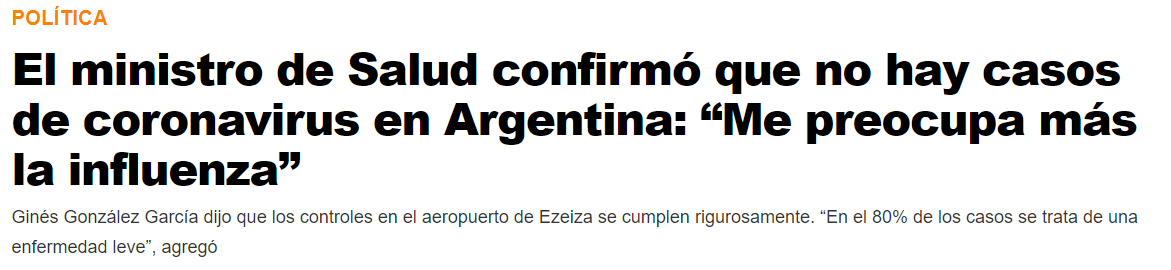 POLÍTICA
El ministro de Salud confirmó que no hay casos
de coronavirus en Argentina: “Me preocupa más
la influenza”
Ginés González García dijo que los controles en el aeropuerto de Ezeiza se cumplen rigurosamente. “En el 80% de los casos se trata de una
enfermedad leve”, agregó